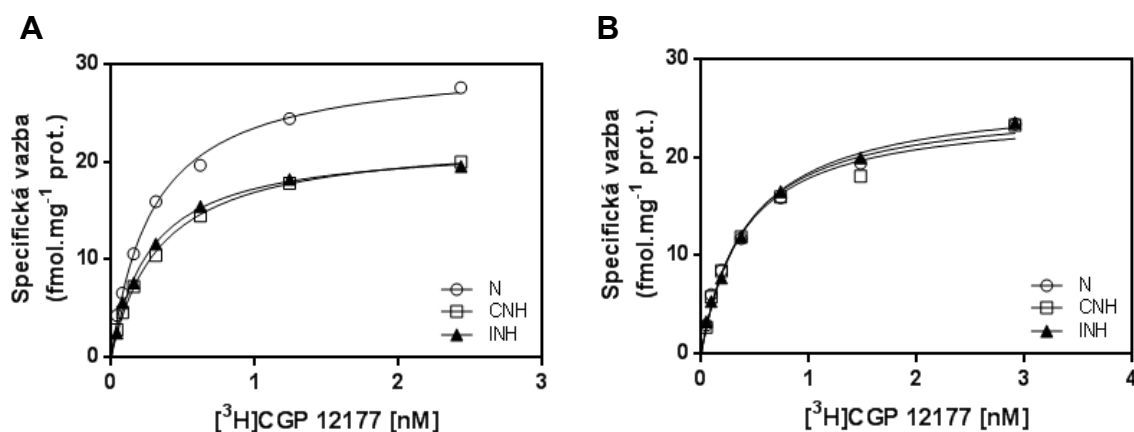 A
Specifická vazba
(fmol.mg⁻¹ prot.)
30
20
10
0
N
CNH
INH
0
1
2
3
[³H]CGP 12177 [nM]
B
Specifická vazba
(fmol.mg⁻¹ prot.)
30
20
10
0
N
CNH
INH
0
1
2
3
4
[³H]CGP 12177 [nM]